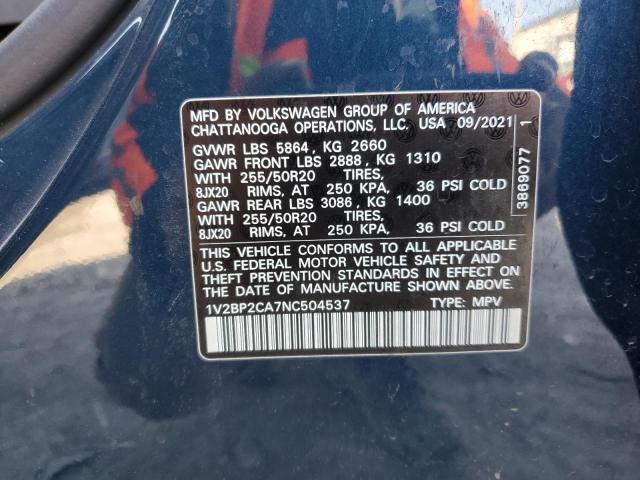 MFD BY VOLKSWAGEN GROUP OF AMERICA
CHATTANOOGA OPERATIONS, LLC, USA 09/2021
GVWR LBS 5864, KG 2660
GAWR FRONT LBS 2888, KG 1310
WITH 255/50R20 TIRES,
8JX20 RIMS, AT 250 KPA, 36 PSI COLD
GAWR REAR LBS 3086, KG 1400
WITH 255/50R20 TIRES,
8JX20 RIMS, AT 250 KPA, 36 PSI COLD
THIS VEHICLE CONFORMS TO ALL APPLICABLE
U.S. FEDERAL MOTOR VEHICLE SAFETY AND
THEFT PREVENTION STANDARDS IN EFFECT ON
THE DATE OF MANUFACTURE SHOWN ABOVE.
1V2BP2CA7NC504537 TYPE: MPV
3869077 1